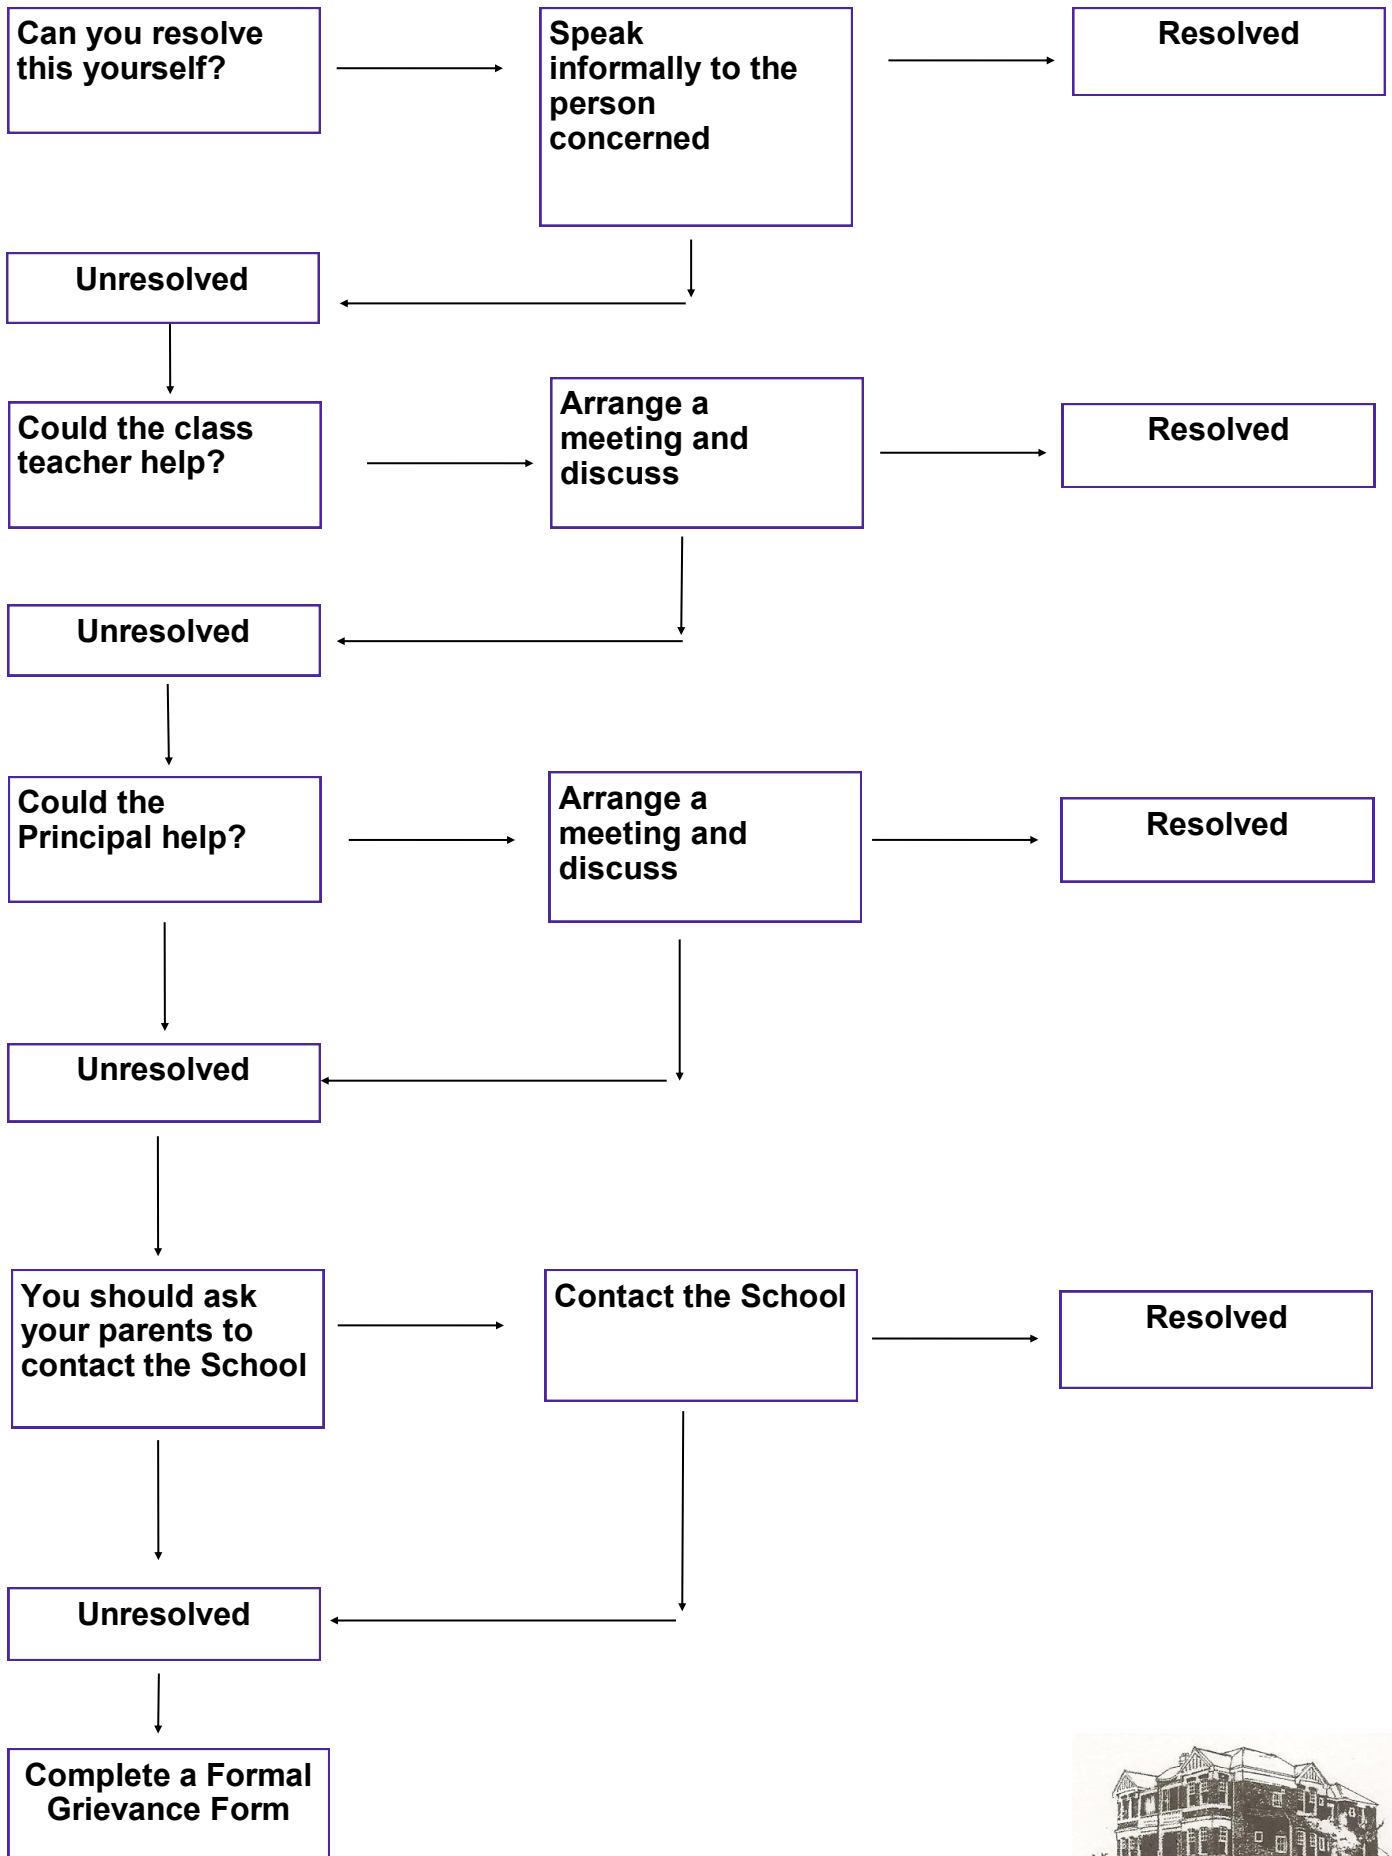 Can you resolve
this yourself?
Speak
informally to the
person
concerned
Resolved
Unresolved
Could the class
teacher help?
Arrange a
meeting and
discuss
Resolved
Unresolved
Could the
Principal help?
Arrange a
meeting and
discuss
Resolved
Unresolved
You should ask
your parents to
contact the School
Contact the School
Resolved
Unresolved
Complete a Formal
Grievance Form